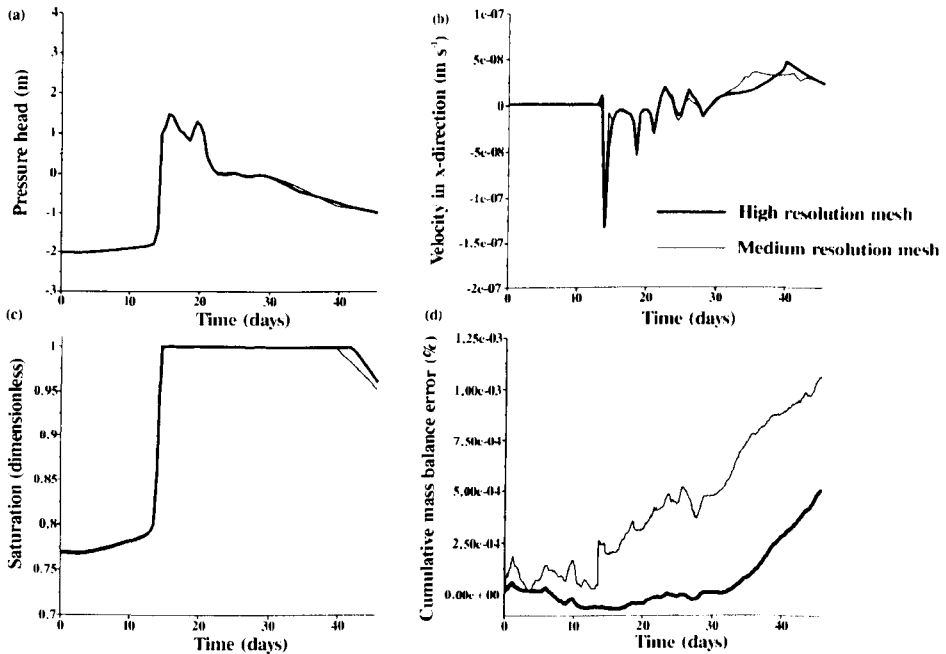 (a)
Pressure head (m)
4
3
2
1
0
-1
-2
-3
0
10
20
30
40
Time (days)
(b)
Velocity in x-direction (m s⁻¹)
1e-07
5e-08
0
-5e-08
-1e-07
-1.5e-07
-2e-07
0
10
20
30
40
Time (days)
High resolution mesh
Medium resolution mesh
(c)
Saturation (dimensionless)
1
0.95
0.9
0.85
0.8
0.75
0.7
0
10
20
30
40
Time (days)
(d)
Cumulative mass balance error (%)
1.25e-03
1.00e-03
7.50e-04
5.00e-04
2.50e-04
0.00e+00
0
10
20
30
40
Time (days)